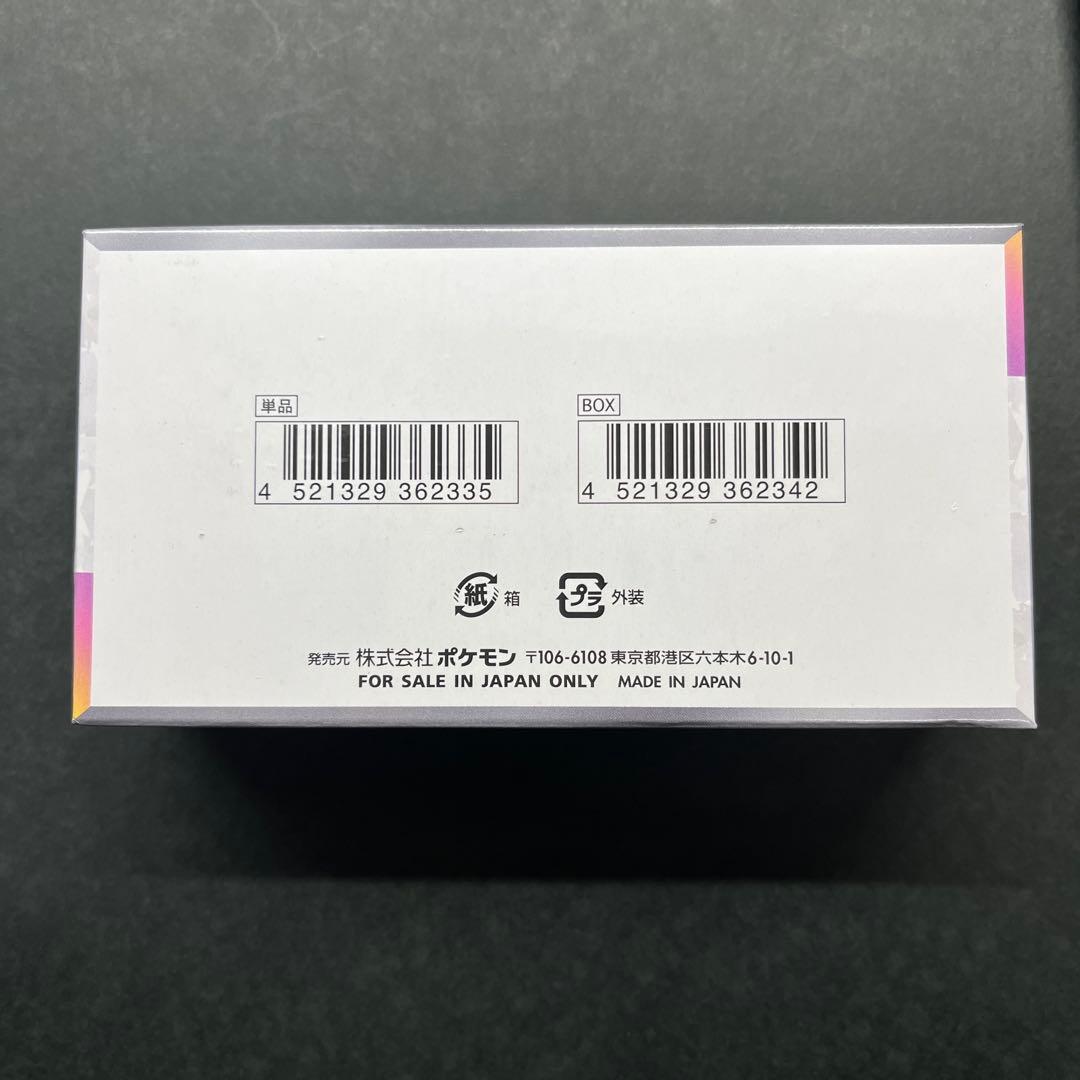 単品 BOX
4 521329 362335 4 521329 362342
紙 箱 プラ 外装
発売元 株式会社 ポケモン 〒106-6108 東京都港区六本木6-10-1
FOR SALE IN JAPAN ONLY MADE IN JAPAN